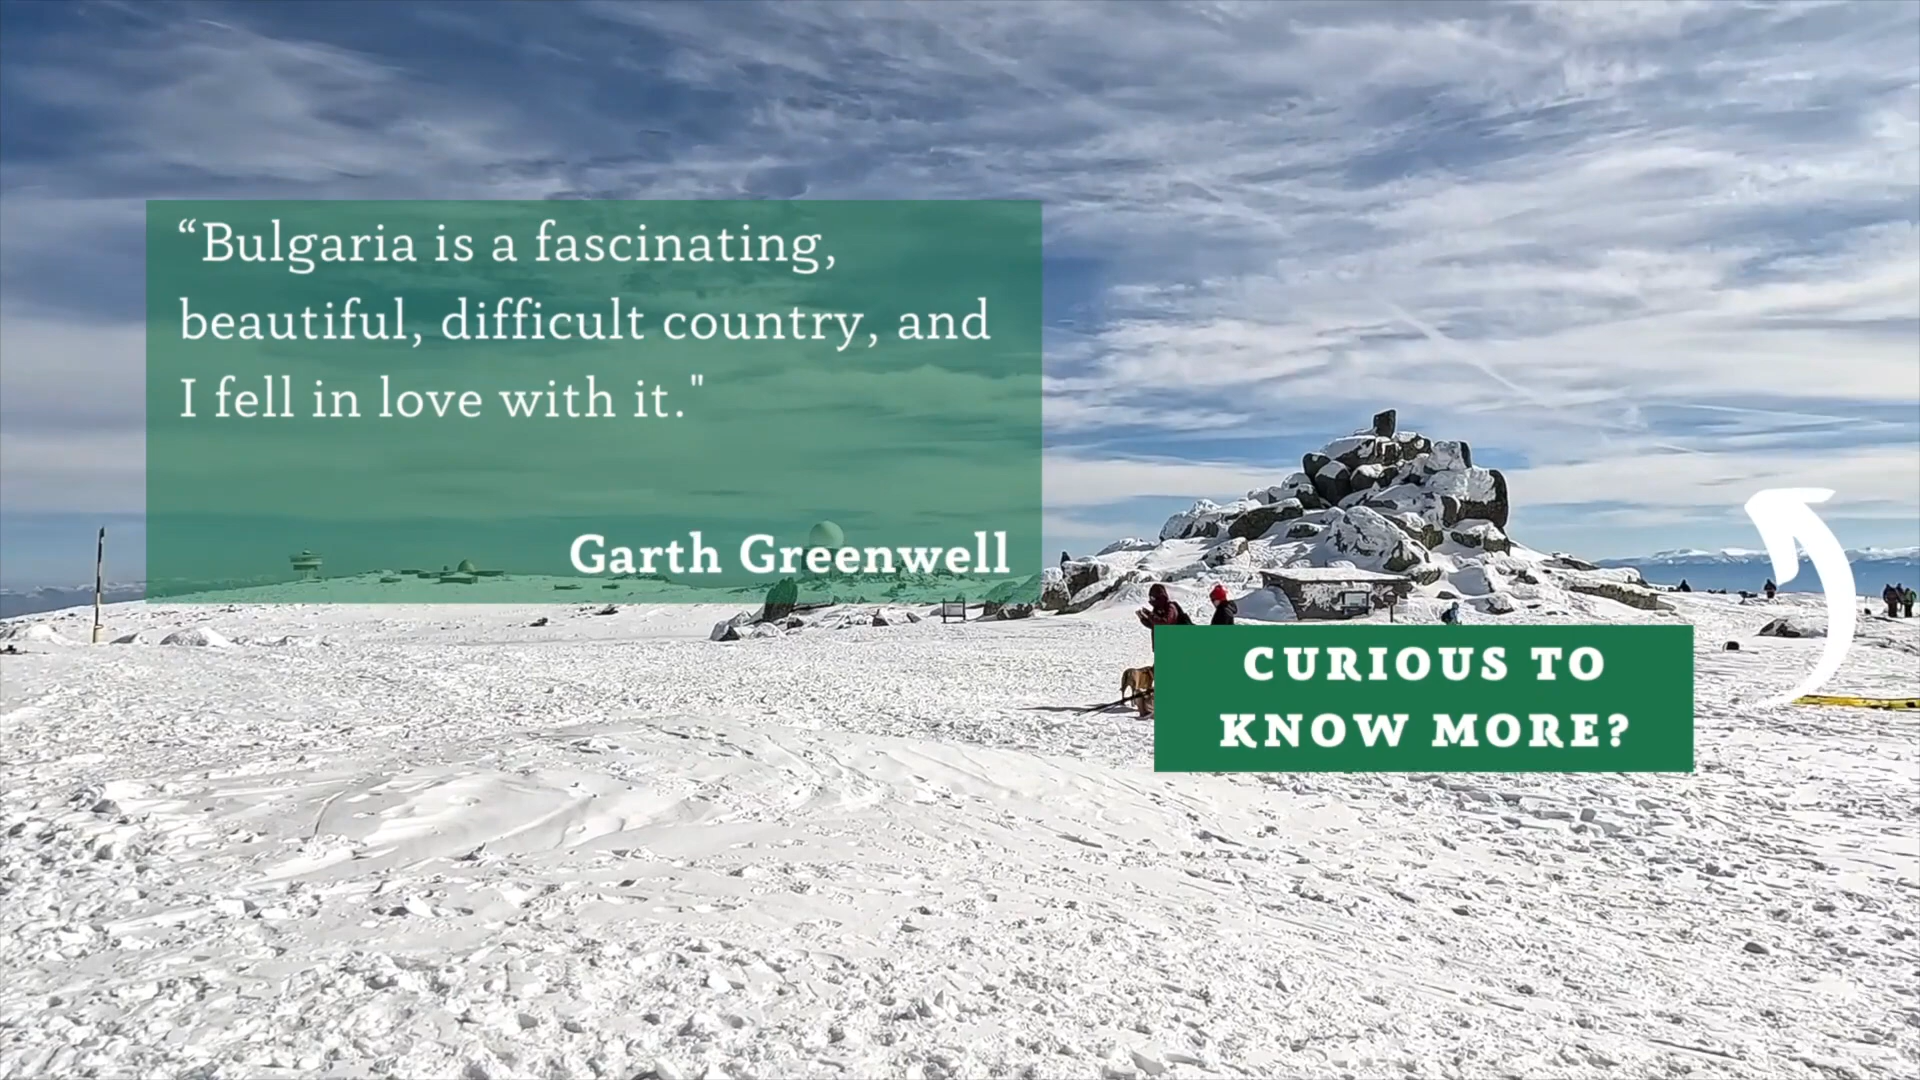 “Bulgaria is a fascinating,
beautiful, difficult country, and
I fell in love with it."
Garth Greenwell
CURIOUS TO
KNOW MORE?